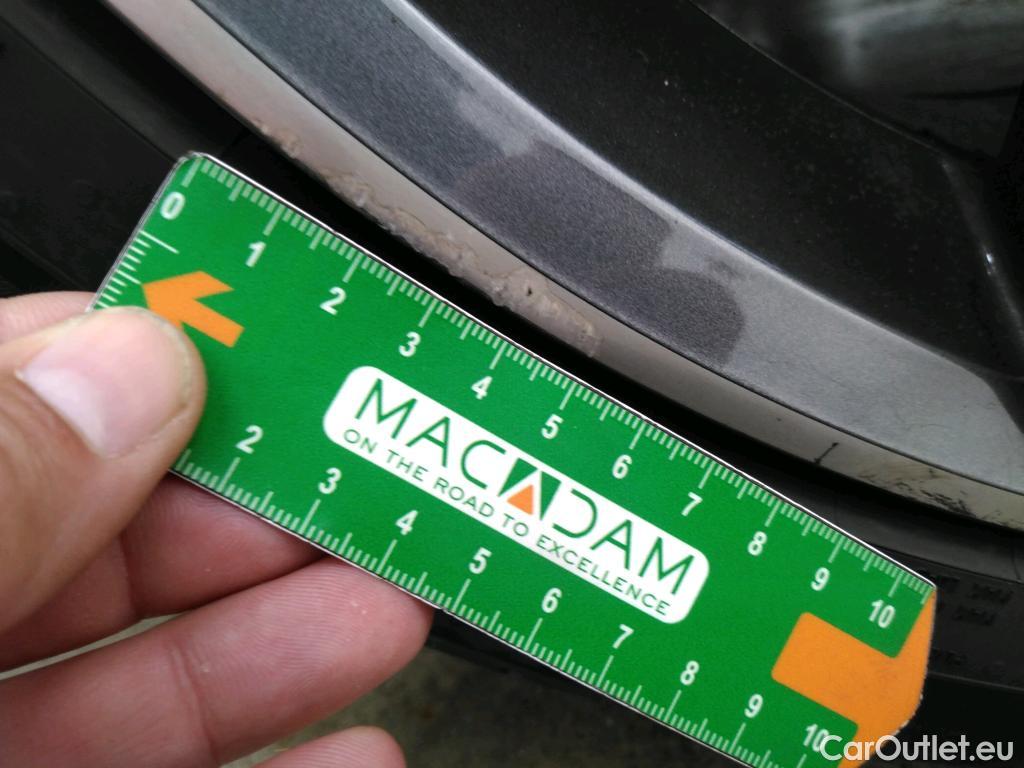 0 1 2 3 4 5 6 7 8 9 10
MACADAM
ON THE ROAD TO EXCELLENCE
2 3 4 5 6 7 8 9 10
CarOutlet.eu